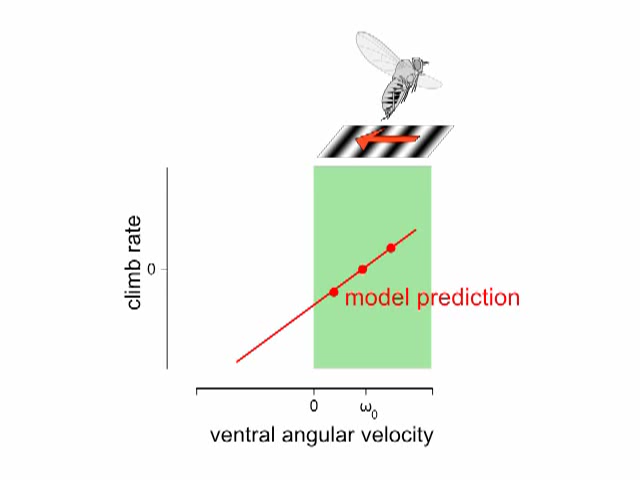 climb rate
0
model prediction
0
ω0
ventral angular velocity